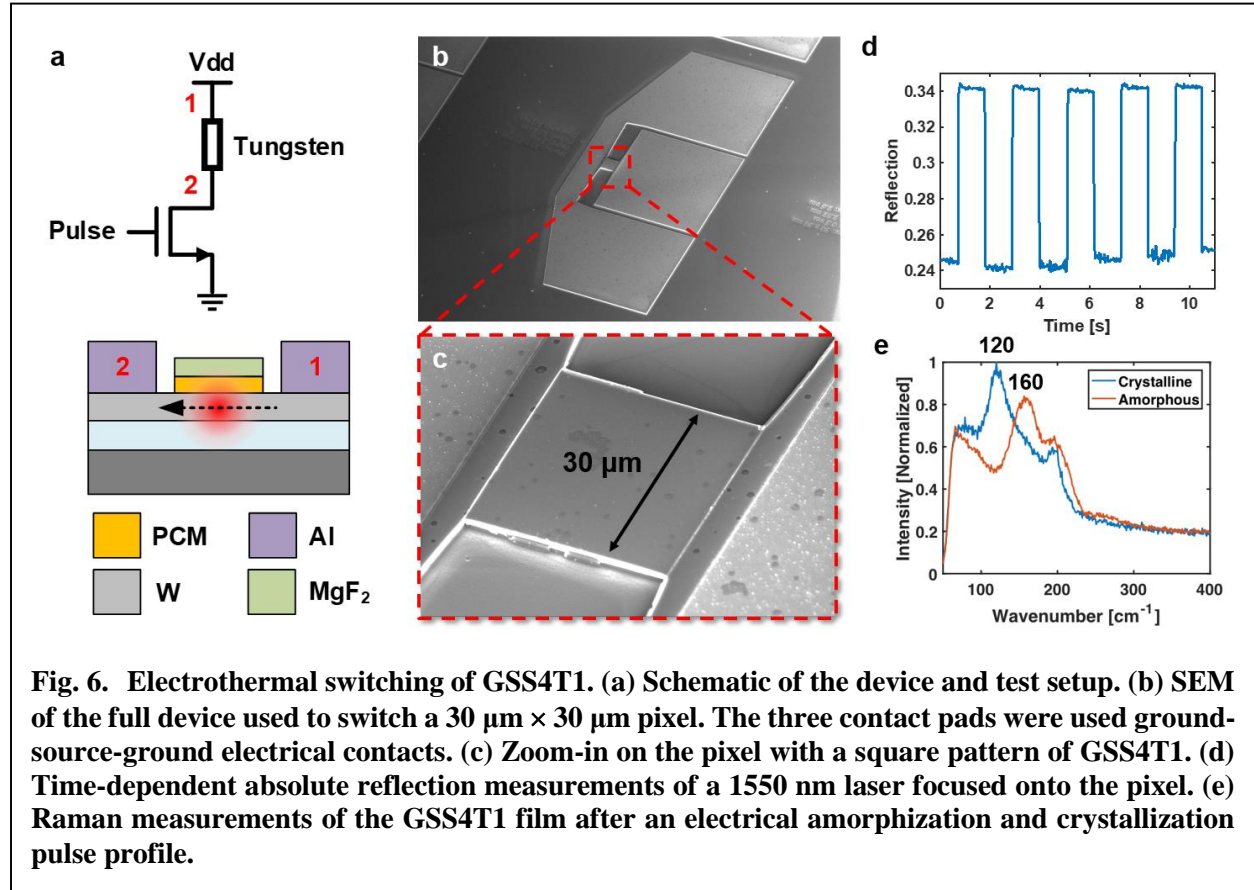 a
Vdd
1
Tungsten
2
Pulse
2
1
PCM
Al
W
MgF₂
b
c
30 µm
d
0.34
0.32
0.3
0.28
0.26
0.24
Reflection
0 2 4 6 8 10
Time [s]
e
120
160
Crystalline
Amorphous
1
0.8
0.6
0.4
0.2
0
Intensity [Normalized]
100 200 300 400
Wavenumber [cm⁻¹]
Fig. 6. Electrothermal switching of GSS4T1. (a) Schematic of the device and test setup. (b) SEM
of the full device used to switch a 30 µm × 30 µm pixel. The three contact pads were used ground-
source-ground electrical contacts. (c) Zoom-in on the pixel with a square pattern of GSS4T1. (d)
Time-dependent absolute reflection measurements of a 1550 nm laser focused onto the pixel. (e)
Raman measurements of the GSS4T1 film after an electrical amorphization and crystallization
pulse profile.